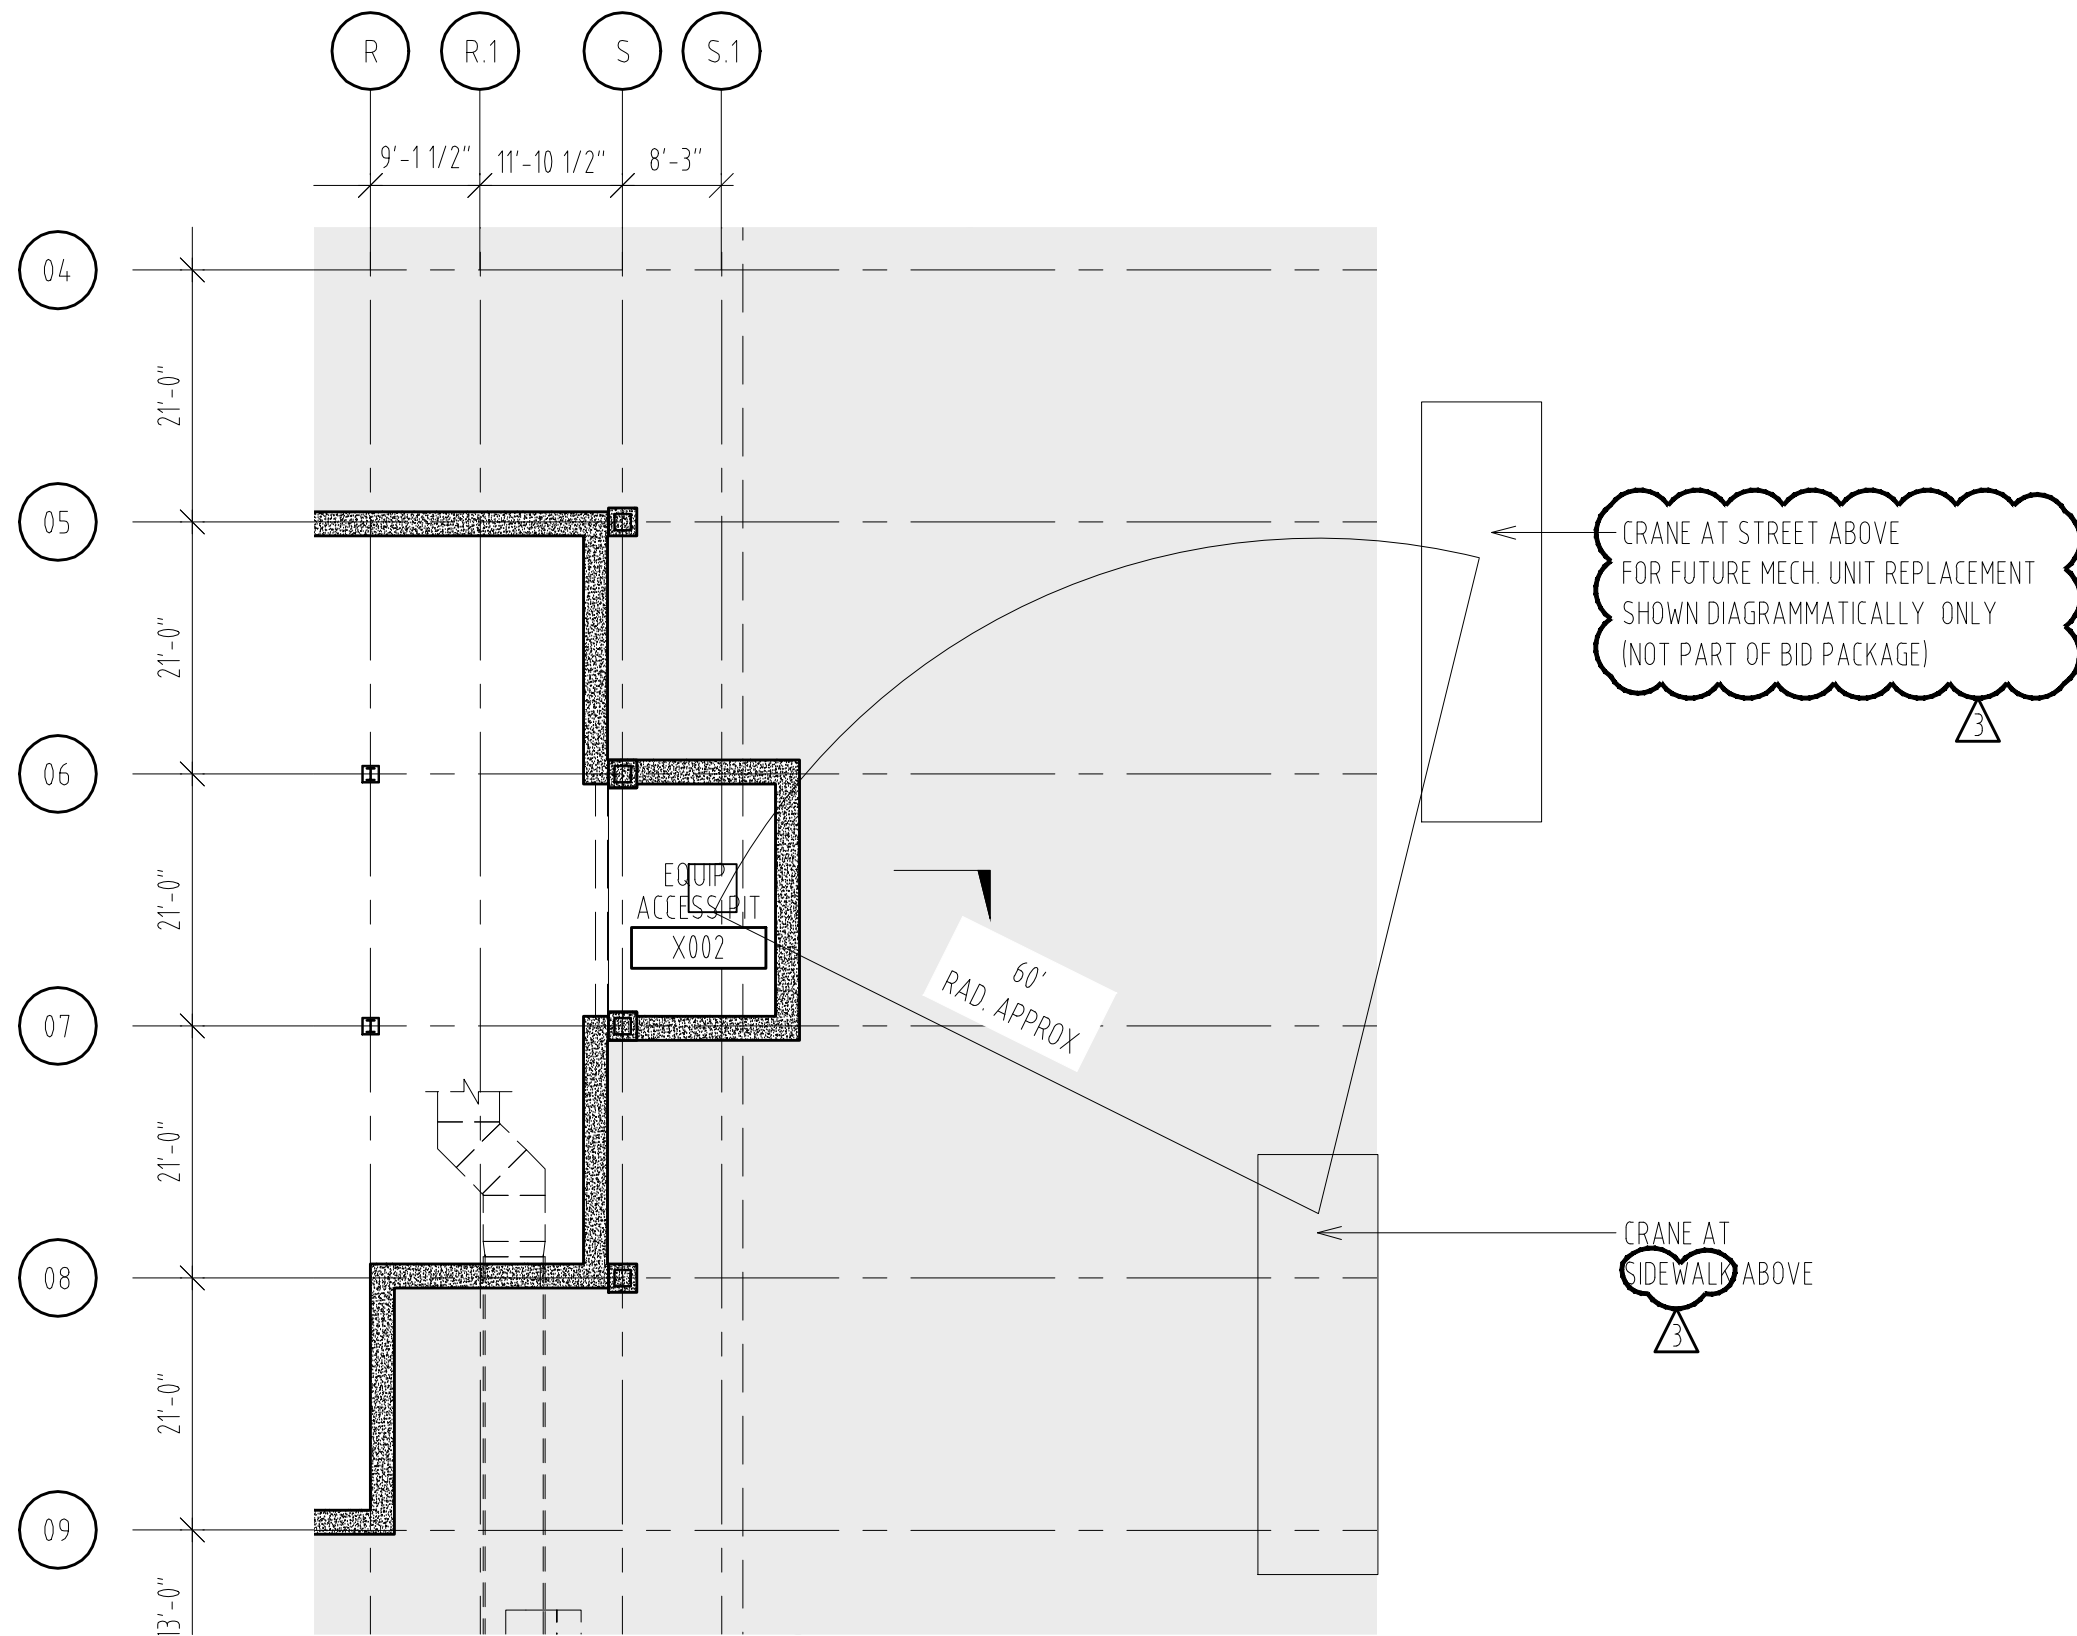 R
R.1
S
S.1
9'-1 1/2"
11'-10 1/2"
8'-3"
04
21'-0"
05
CRANE AT STREET ABOVE
FOR FUTURE MECH. UNIT REPLACEMENT
SHOWN DIAGRAMMATICALLY ONLY
(NOT PART OF BID PACKAGE)
3
21'-0"
06
21'-0"
EQUIP
ACCESS PIT
X002
60'
RAD. APPROX
07
21'-0"
CRANE AT
SIDEWALK ABOVE
3
08
21'-0"
09
13'-0"